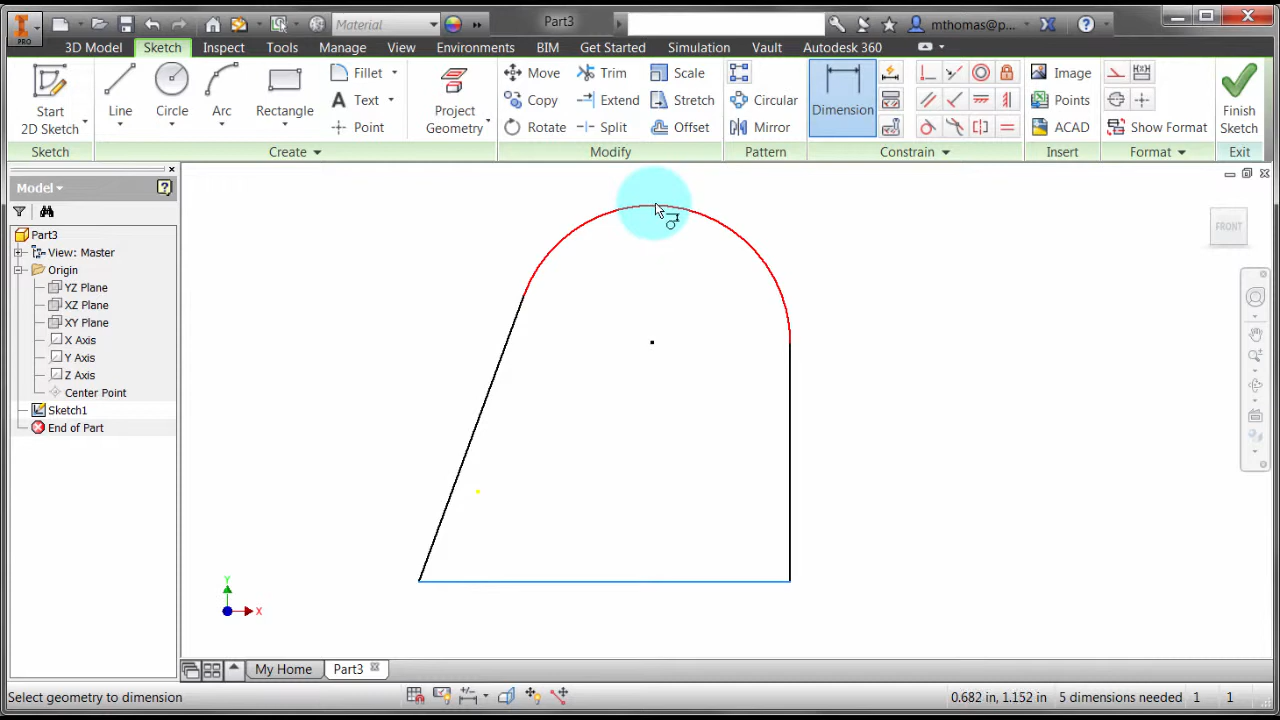 PRO
Material
Part3
mthomas@p...
3D Model
Sketch
Inspect
Tools
Manage
View
Environments
BIM
Get Started
Simulation
Vault
Autodesk 360
Start
2D Sketch
Line
Circle
Arc
Rectangle
Fillet
Text
Point
Project
Geometry
Move
Copy
Rotate
Trim
Extend
Split
Scale
Stretch
Offset
Circular
Mirror
Dimension
Image
Points
ACAD
Show Format
Finish
Sketch
Sketch
Create
Modify
Pattern
Constrain
Insert
Format
Exit
Model
Part3
View: Master
Origin
YZ Plane
XZ Plane
XY Plane
X Axis
Y Axis
Z Axis
Center Point
Sketch1
End of Part
FRONT
Y
X
My Home
Part3
Select geometry to dimension
0.682 in, 1.152 in
5 dimensions needed
1
1